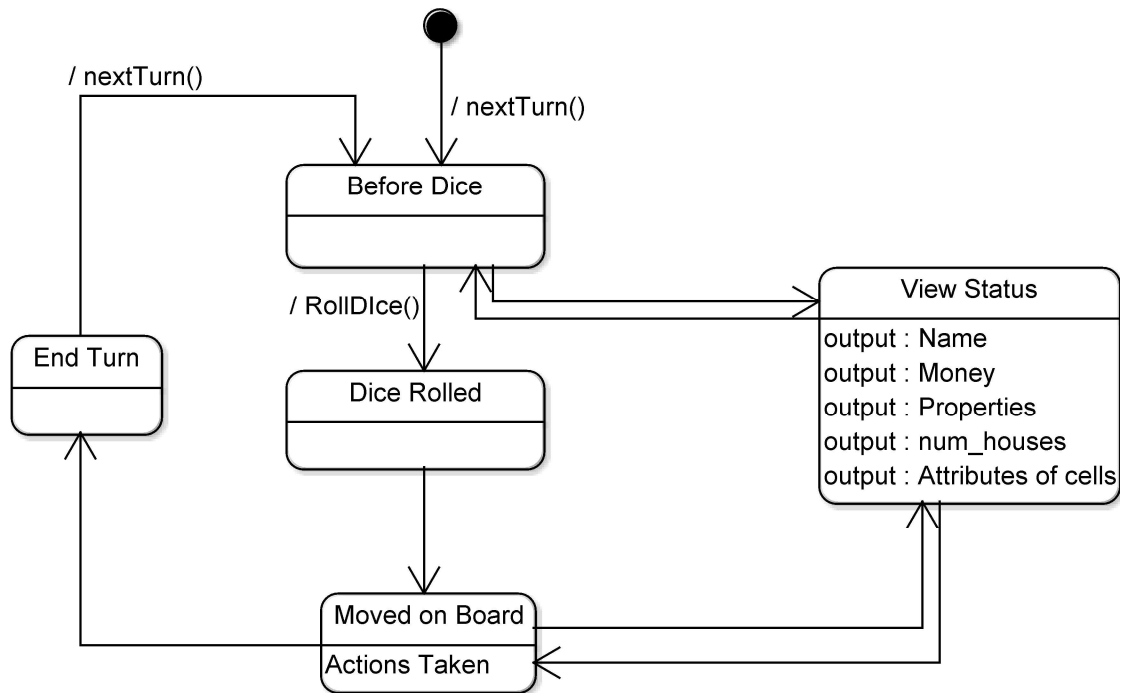 / nextTurn()
/ nextTurn()
Before Dice
/ RollDIce()
View Status
output : Name
output : Money
output : Properties
output : num_houses
output : Attributes of cells
End Turn
Dice Rolled
Moved on Board
Actions Taken